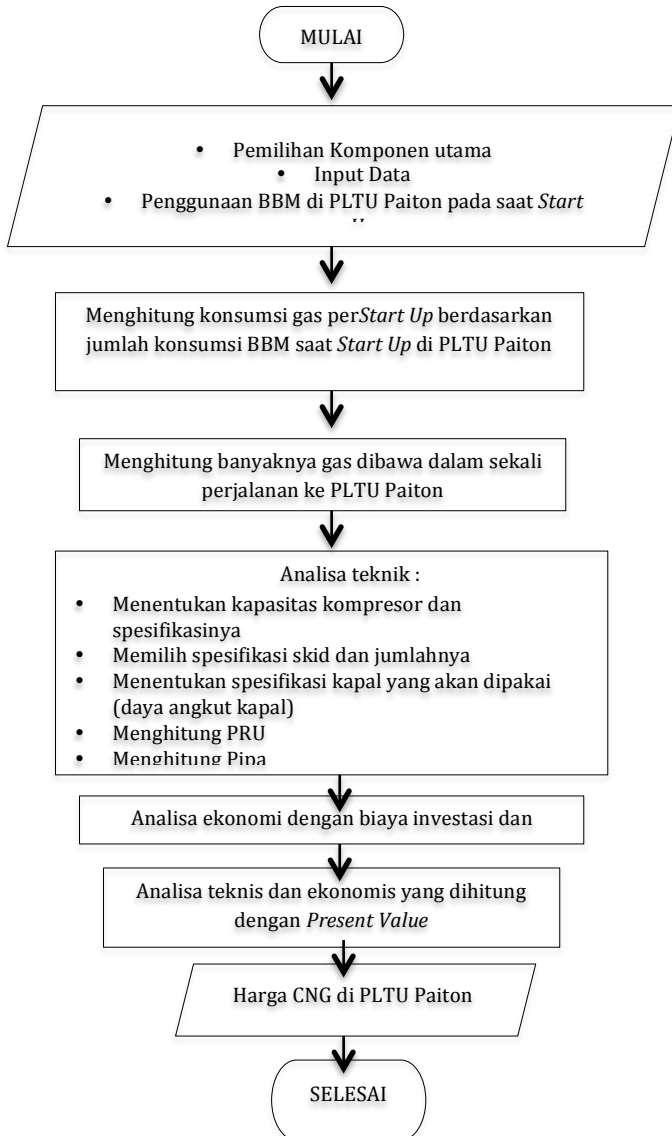 MULAI
• Pemilihan Komponen utama
• Input Data
• Penggunaan BBM di PLTU Paiton pada saat Start
Menghitung konsumsi gas perStart Up berdasarkan
jumlah konsumsi BBM saat Start Up di PLTU Paiton
Menghitung banyaknya gas dibawa dalam sekali
perjalanan ke PLTU Paiton
Analisa teknik :
• Menentukan kapasitas kompresor dan
spesifikasinya
• Memilih spesifikasi skid dan jumlahnya
• Menentukan spesifikasi kapal yang akan dipakai
(daya angkut kapal)
• Menghitung PRU
• Menghitung Pipa
Analisa ekonomi dengan biaya investasi dan
Analisa teknis dan ekonomis yang dihitung
dengan Present Value
Harga CNG di PLTU Paiton
SELESAI